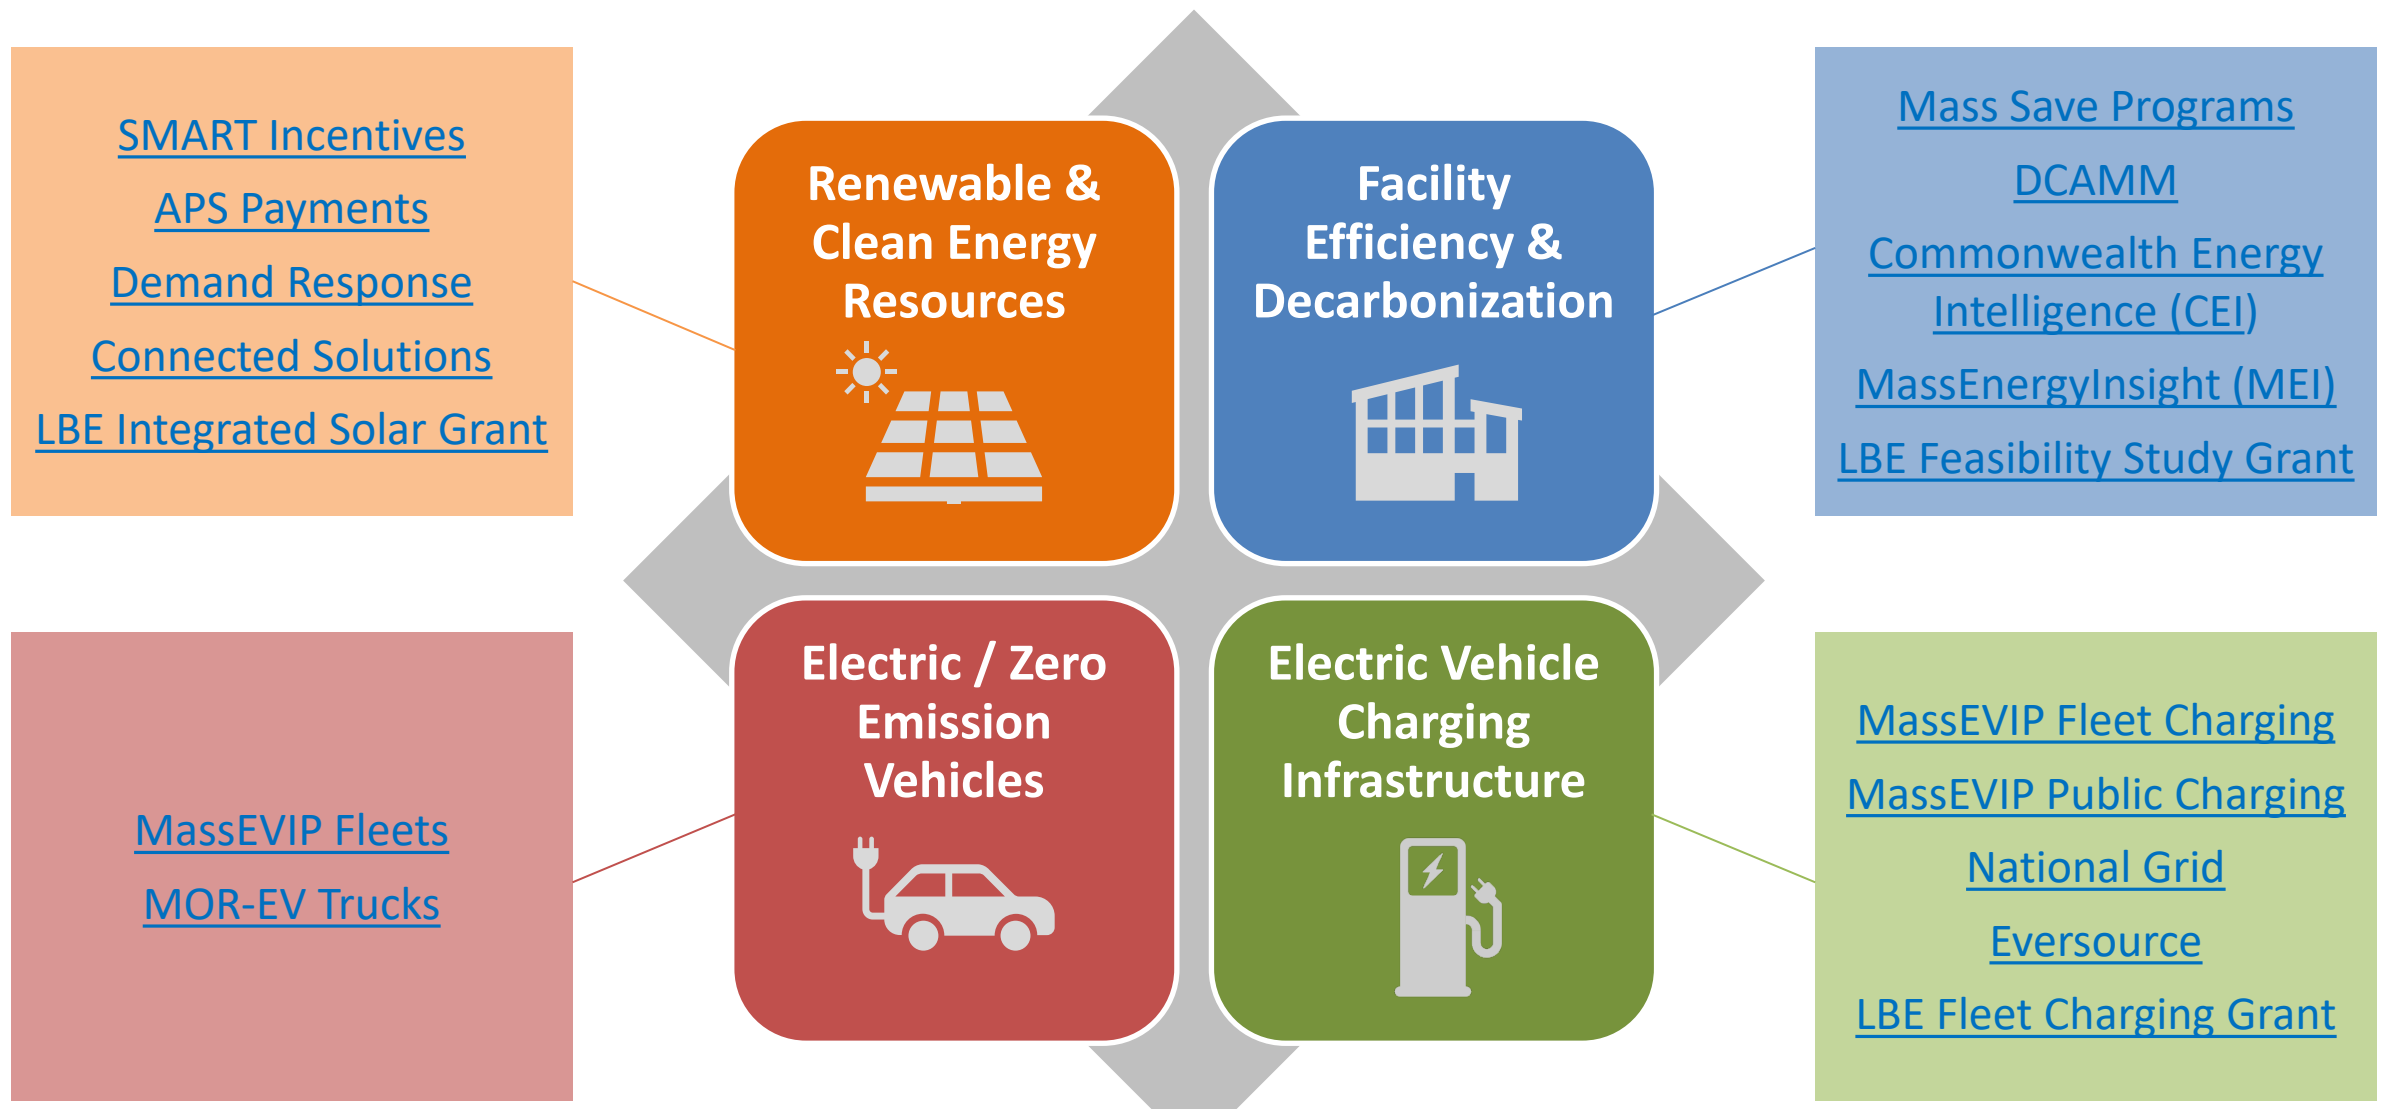 SMART Incentives
APS Payments
Demand Response
Connected Solutions
LBE Integrated Solar Grant
Renewable &
Clean Energy
Resources
Facility
Efficiency &
Decarbonization
Mass Save Programs
DCAMM
Commonwealth Energy
Intelligence (CEI)
MassEnergyInsight (MEI)
LBE Feasibility Study Grant
MassEVIP Fleets
MOR-EV Trucks
Electric / Zero
Emission
Vehicles
Electric Vehicle
Charging
Infrastructure
MassEVIP Fleet Charging
MassEVIP Public Charging
National Grid
Eversource
LBE Fleet Charging Grant